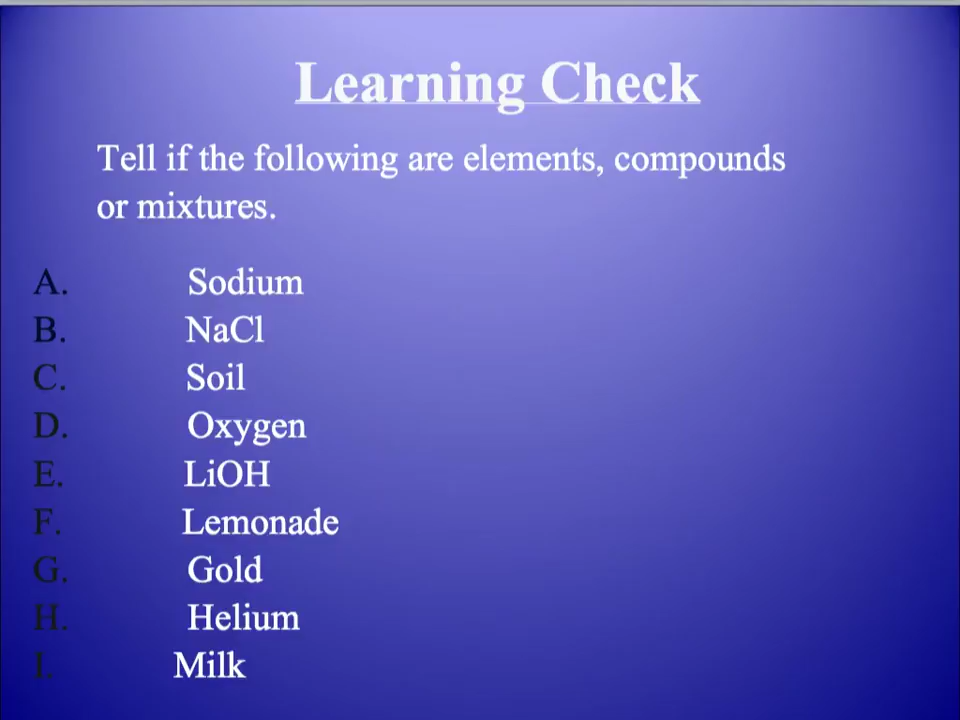 Learning Check
Tell if the following are elements, compounds
or mixtures.
A. Sodium
B. NaCl
C. Soil
D. Oxygen
E. LiOH
F. Lemonade
G. Gold
H. Helium
I. Milk